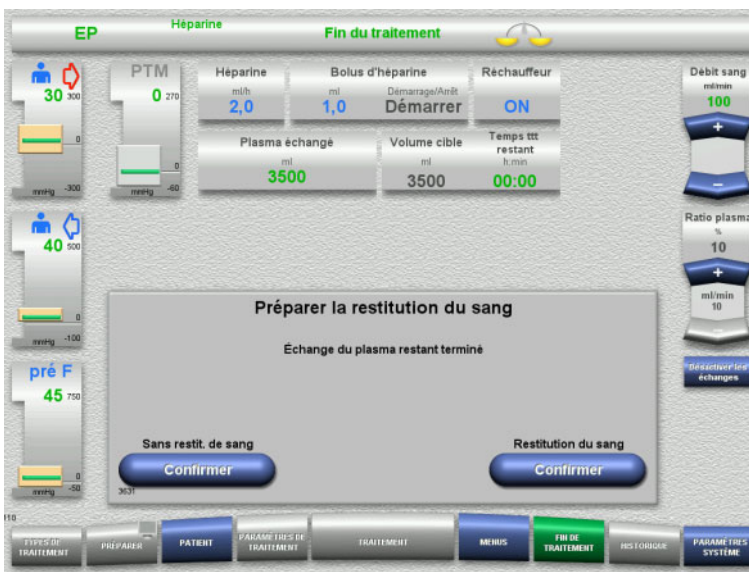 EP
Héparine
Fin du traitement
30
300
0
mmHg
-300
PTM
0
270
0
mmHg
-60
Héparine
ml/h
2,0
Bolus d'héparine
ml
Démarrage/Arrêt
1,0
Démarrer
Réchauffeur
ON
Plasma échangé
ml
3500
Volume cible
ml
3500
Temps ttt
restant
h:min
00:00
Débit sang
ml/min
100
+
–
40
500
0
mmHg
-100
Ratio plasma
%
10
+
ml/min
10
–
Désactiver les
échanges
pré F
45
750
0
mmHg
-50
Préparer la restitution du sang
Échange du plasma restant terminé
Sans restit. de sang
Confirmer
Restitution du sang
Confirmer
3631
110
TYPES DE
TRAITEMENT
PRÉPARER
PATIENT
PARAMÈTRES DE
TRAITEMENT
TRAITEMENT
MENUS
FIN DE
TRAITEMENT
HISTORIQUE
PARAMÈTRES
SYSTÈME